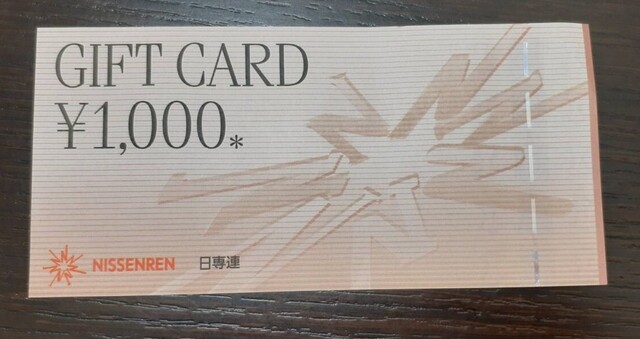 GIFT CARD
¥1,000*
NISSENREN 日専連